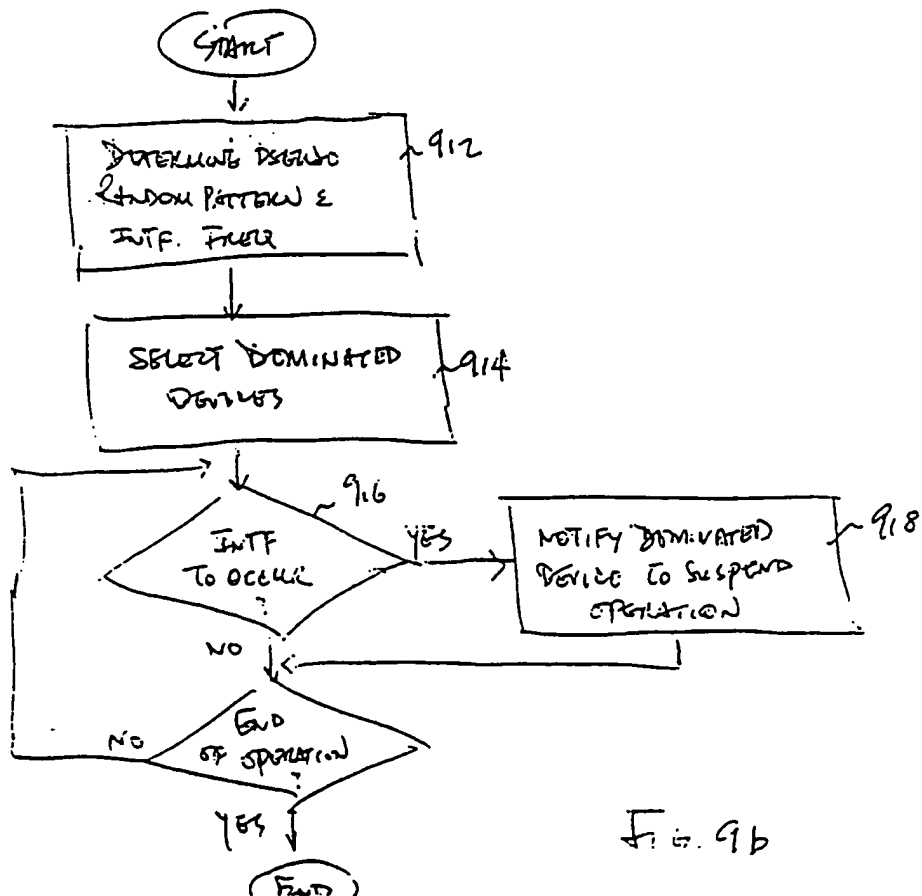 START
DETERMINE PSEUDO
RANDOM PATTERN &
INTF. FREQ
912
SELECT DOMINATED
DEVICES
914
INTF
TO OCCUR
?
916
YES
NOTIFY DOMINATED
DEVICE TO SUSPEND
OPERATION
918
NO
END
OF OPERATION
?
NO
YES
END
Fig. 9b